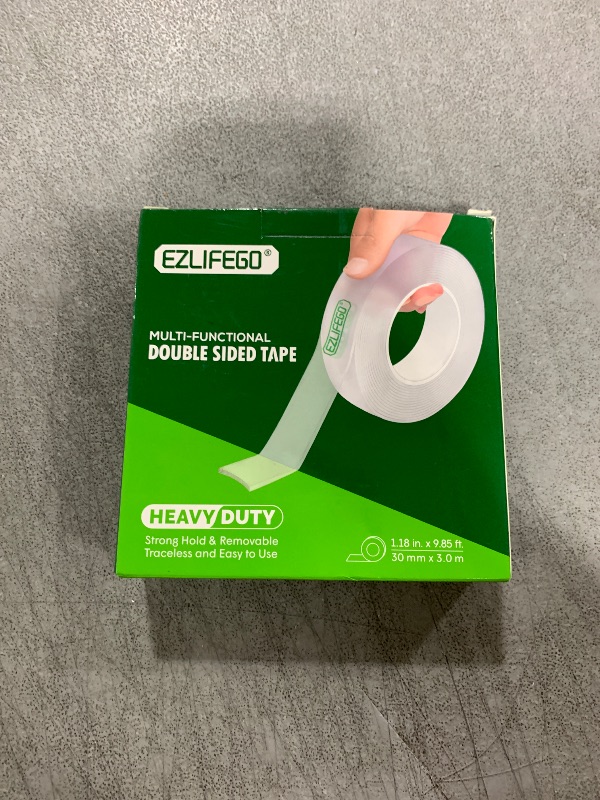 EZLIFEGO®
EZLIFEGO
MULTI-FUNCTIONAL
DOUBLE SIDED TAPE
HEAVY DUTY
Strong Hold & Removable
Traceless and Easy to Use
1.18 in. x 9.85 ft.
30 mm x 3.0 m